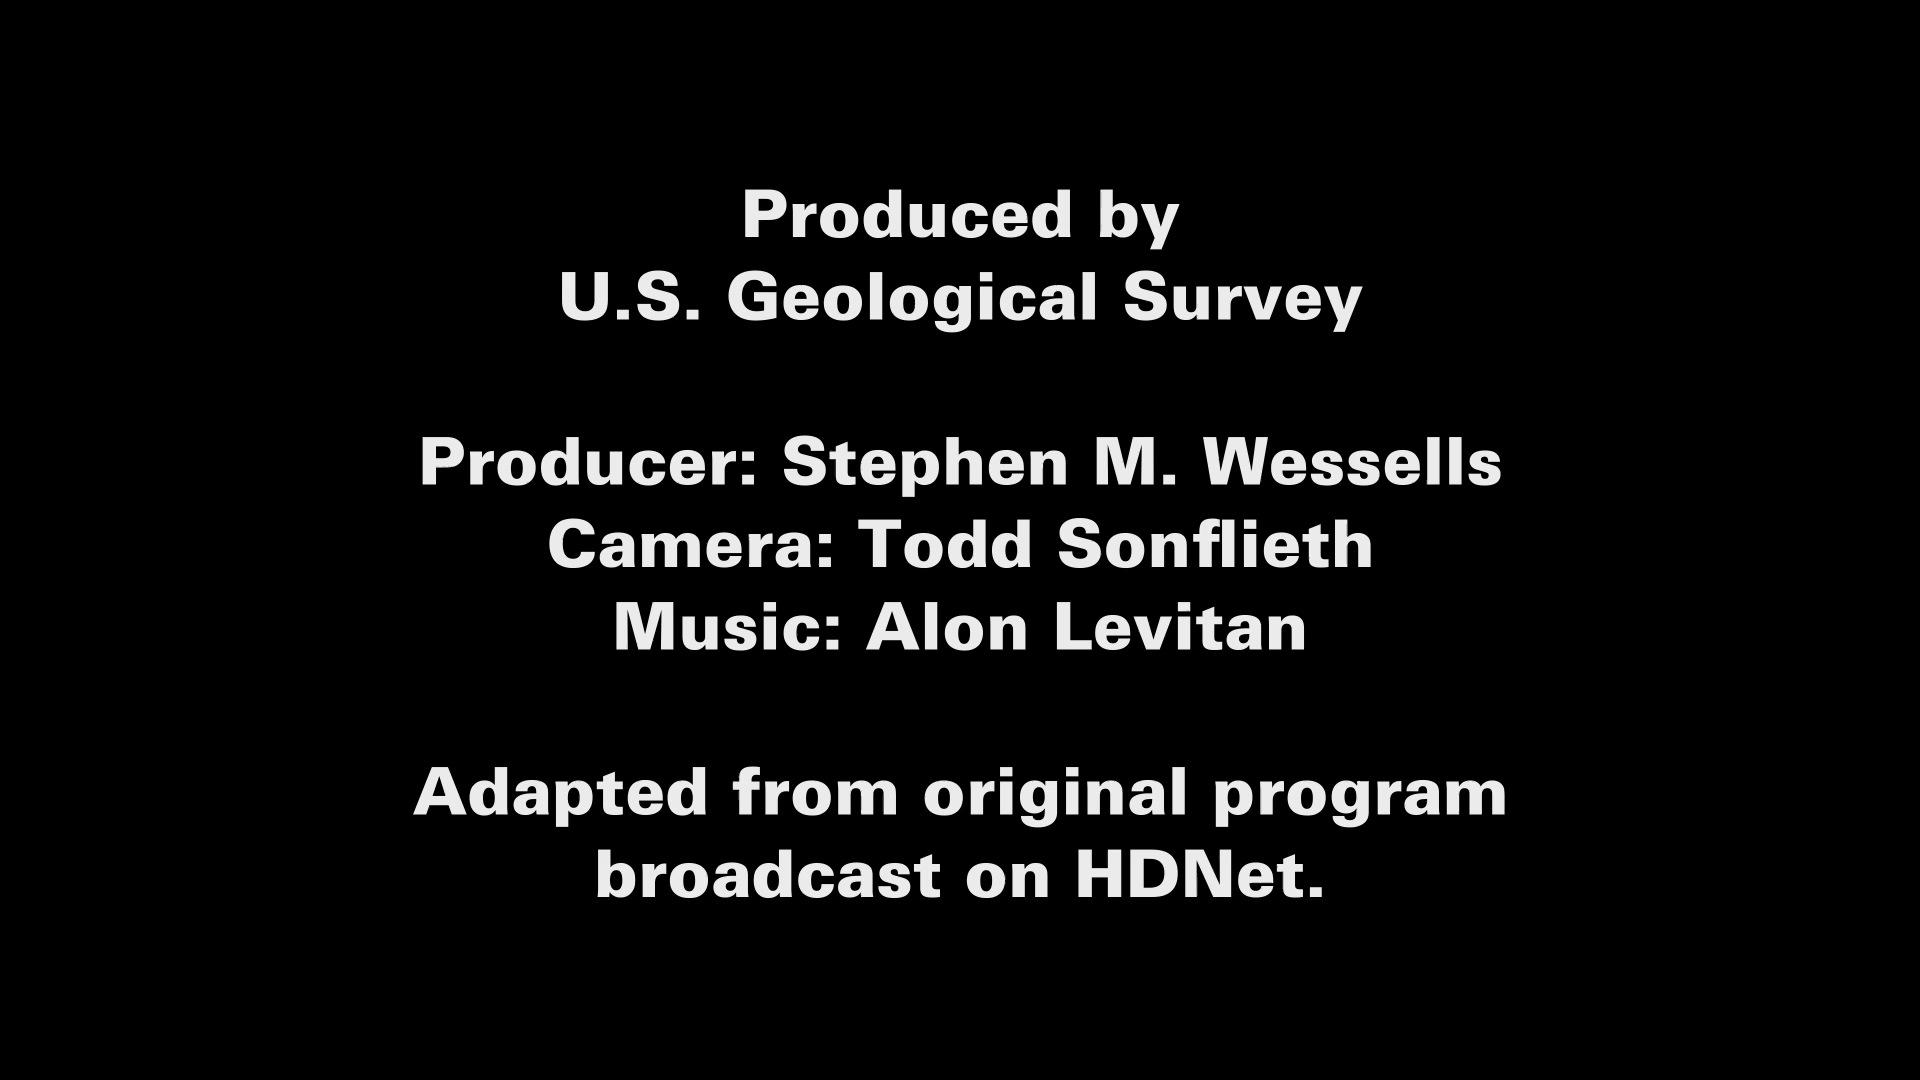 Produced by
U.S. Geological Survey
Producer: Stephen M. Wessells
Camera: Todd Sonflieth
Music: Alon Levitan
Adapted from original program
broadcast on HDNet.